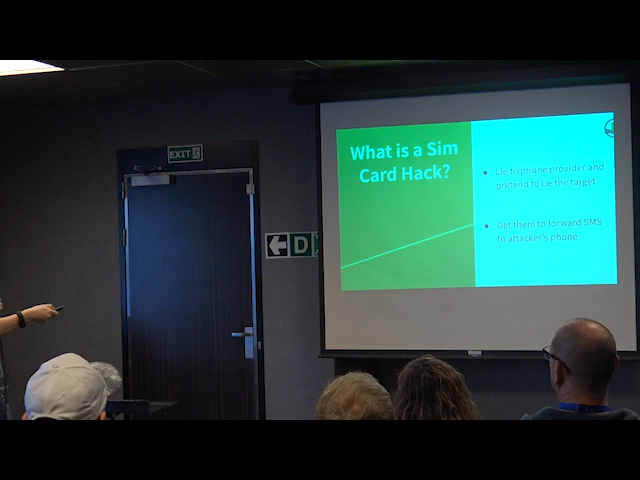 EXIT
D
What is a Sim
Card Hack?
Lie to phone provider and
pretend to be the target
Get them to forward SMS
to attacker's phone